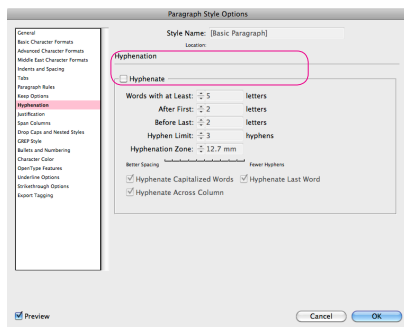 Paragraph Style Options
General
Basic Character Formats
Advanced Character Formats
Middle East Character Formats
Indents and Spacing
Tabs
Paragraph Rules
Keep Options
Hyphenation
Justification
Span Columns
Drop Caps and Nested Styles
GREP Style
Bullets and Numbering
Character Color
OpenType Features
Underline Options
Strikethrough Options
Export Tagging
Style Name: [Basic Paragraph]
Location:
Hyphenation
Hyphenate
Words with at Least: 5 letters
After First: 2 letters
Before Last: 2 letters
Hyphen Limit: 3 hyphens
Hyphenation Zone: 12.7 mm
Better Spacing Fewer Hyphens
Hyphenate Capitalized Words Hyphenate Last Word
Hyphenate Across Column
Preview Cancel OK